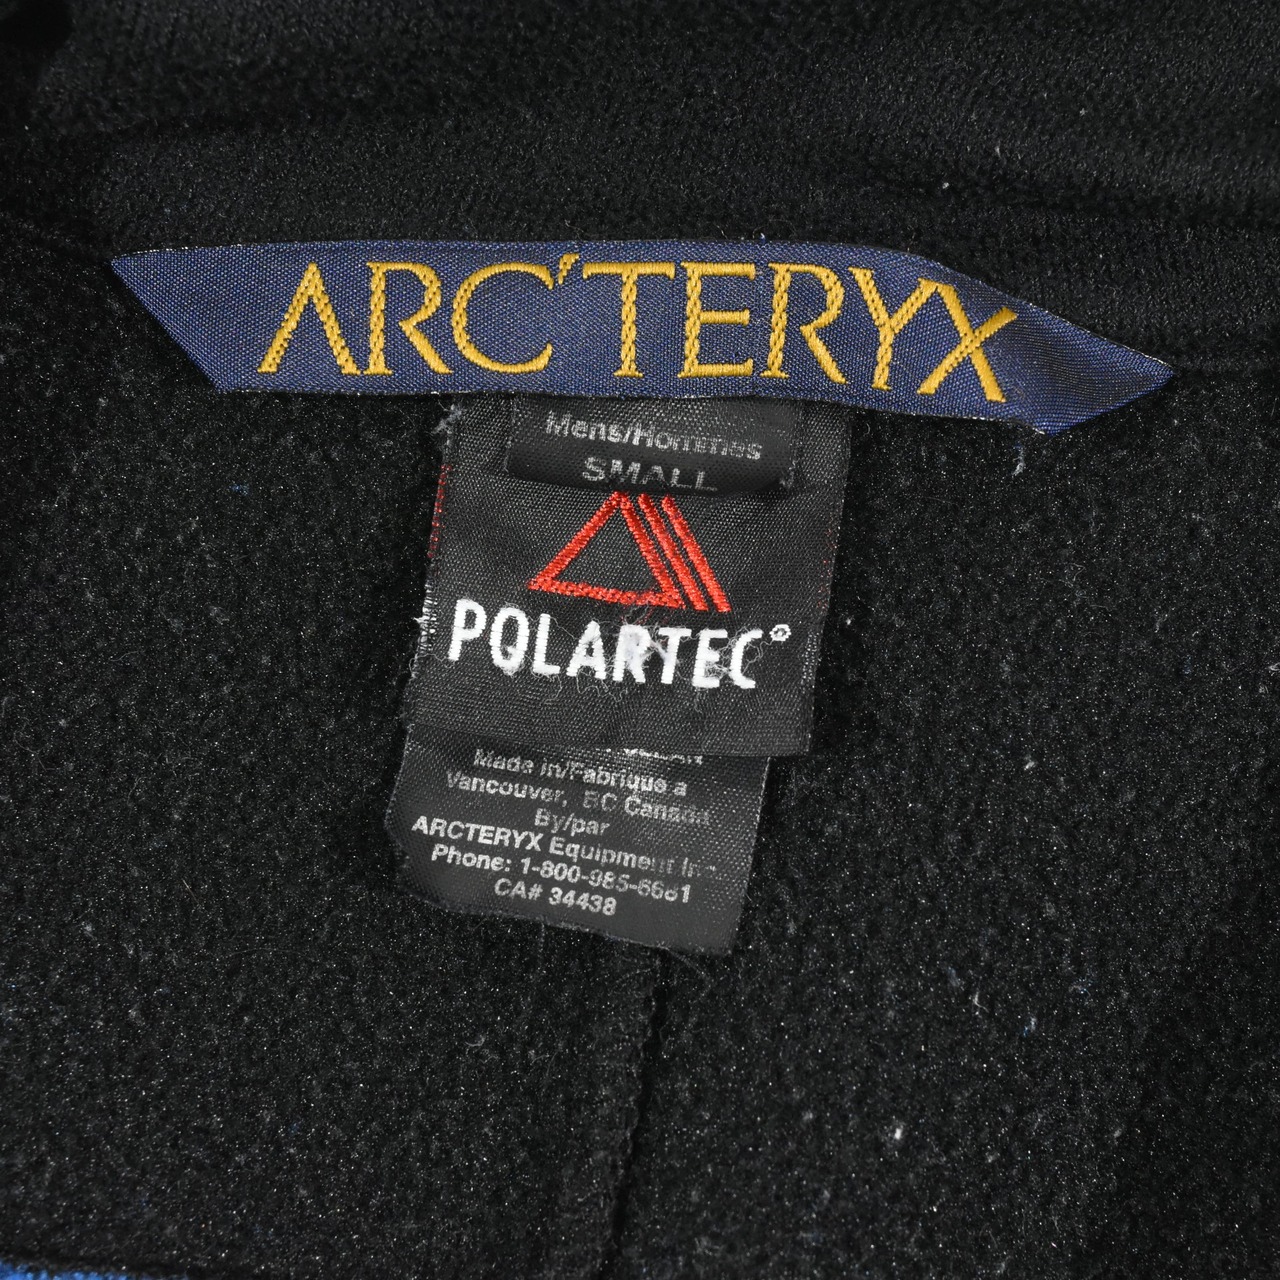 ARC'TERYX
Mens/Hommes
SMALL
POLARTEC®
Made in/Fabrique a
Vancouver, BC Canada
By/par
ARCTERYX Equipment Inc
Phone: 1-800-985-6681
CA# 34438